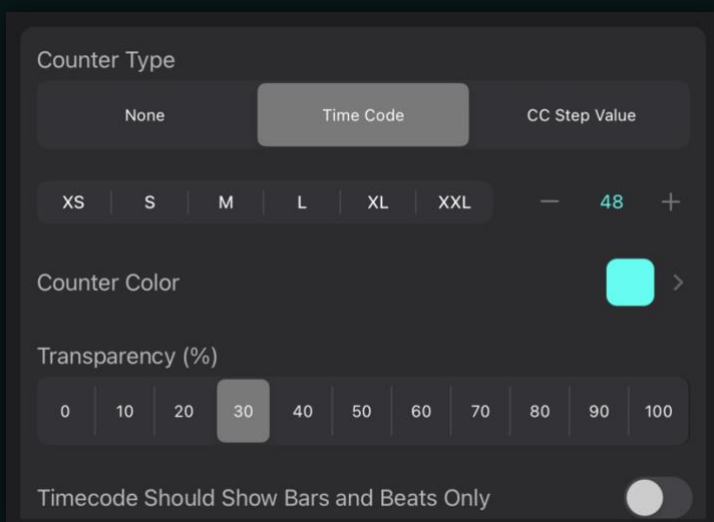 Counter Type
None Time Code CC Step Value
XS S M L XL XXL − 48 +
Counter Color >
Transparency (%)
0 10 20 30 40 50 60 70 80 90 100
Timecode Should Show Bars and Beats Only